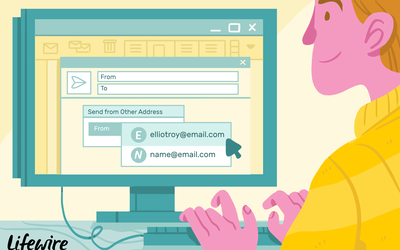 From
To
Send from Other Address
From
E elliotroy@email.com
N name@email.com
Lifewire